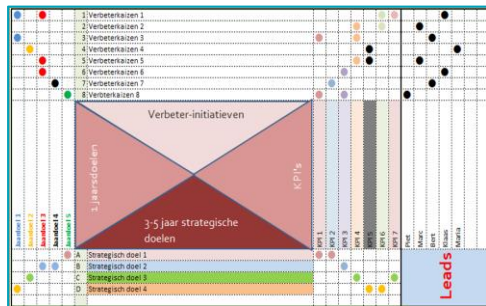 1 Verbeterkaizen 1
2 Verbeterkaizen 2
3 Verbeterkaizen 3
4 Verbeterkaizen 4
5 Verbeterkaizen 5
6 Verbeterkaizen 6
7 Verbeterkaizen 7
8 Verbterkaizen 8
Verbeter-initiatieven
1 jaarsdoelen
KPI's
3-5 jaar strategische
doelen
Jaardoel 1
Jaardoel 2
Jaardoel 3
Jaardoel 4
Jaardoel 5
KPI 1
KPI 2
KPI 3
KPI 4
KPI 5
KPI 6
KPI 7
Piet
Marc
Bert
Klaas
Maria
A Strategisch doel 1
B Strategisch doel 2
C Strategisch doel 3
D Strategisch doel 4
Leads